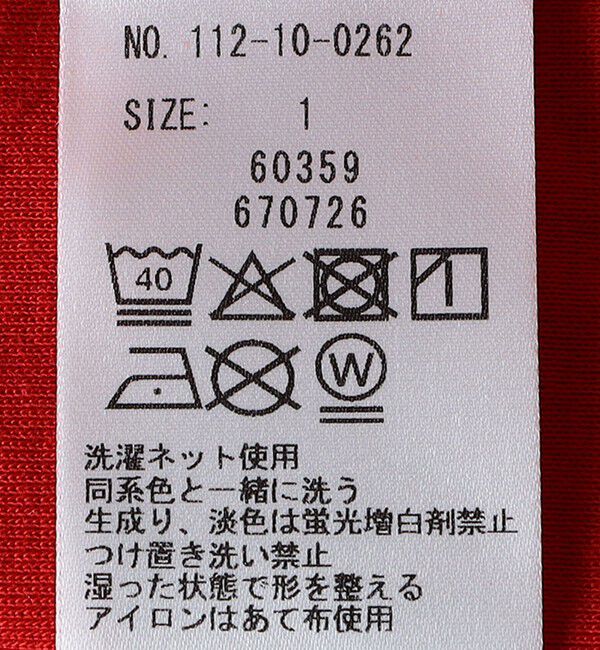 NO. 112-10-0262
SIZE: 1
60359
670726
40
W
洗濯ネット使用
同系色と一緒に洗う
生成り、淡色は蛍光増白剤禁止
つけ置き洗い禁止
湿った状態で形を整える
アイロンはあて布使用